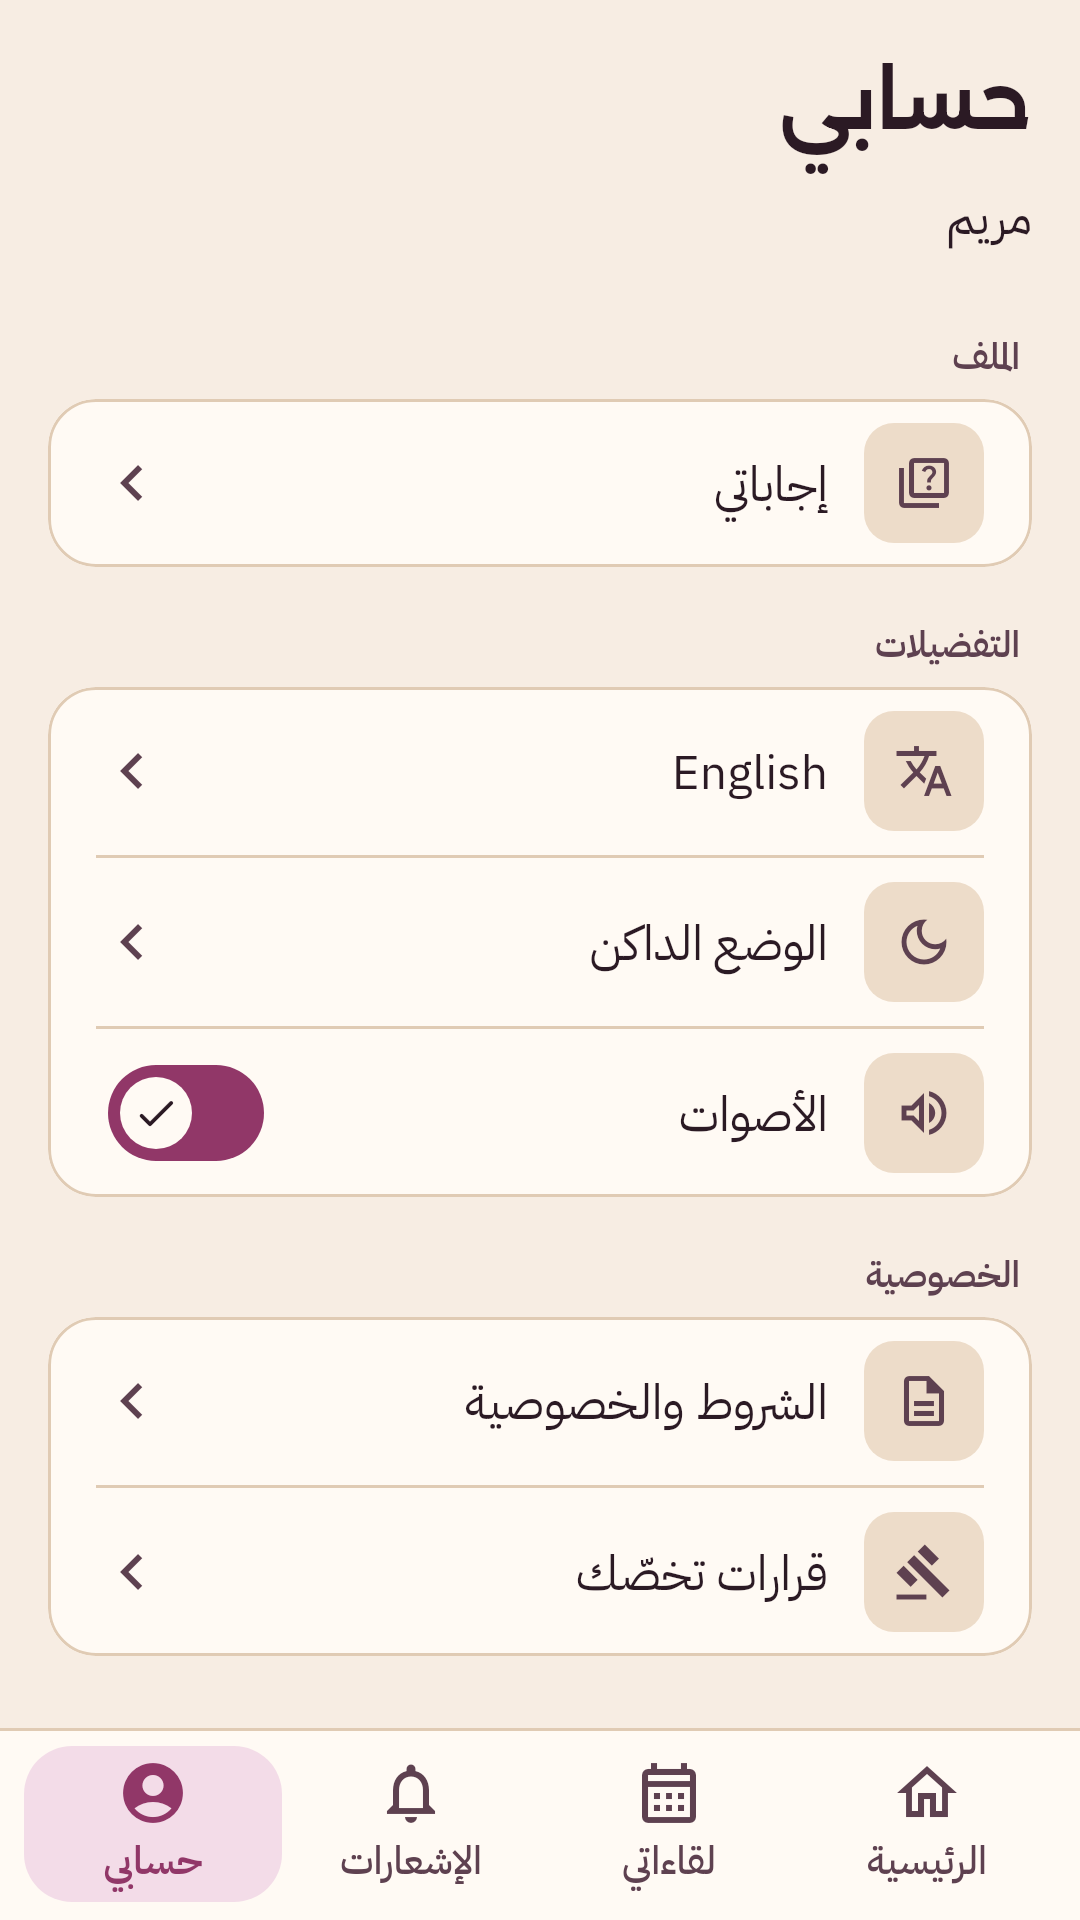 حسابي
مريم
الملف
إجاباتي
التفضيلات
English
الوضع الداكن
الأصوات
الخصوصية
الشروط والخصوصية
قرارات تخصّك
الرئيسية
لقاءاتي
الإشعارات
حسابي